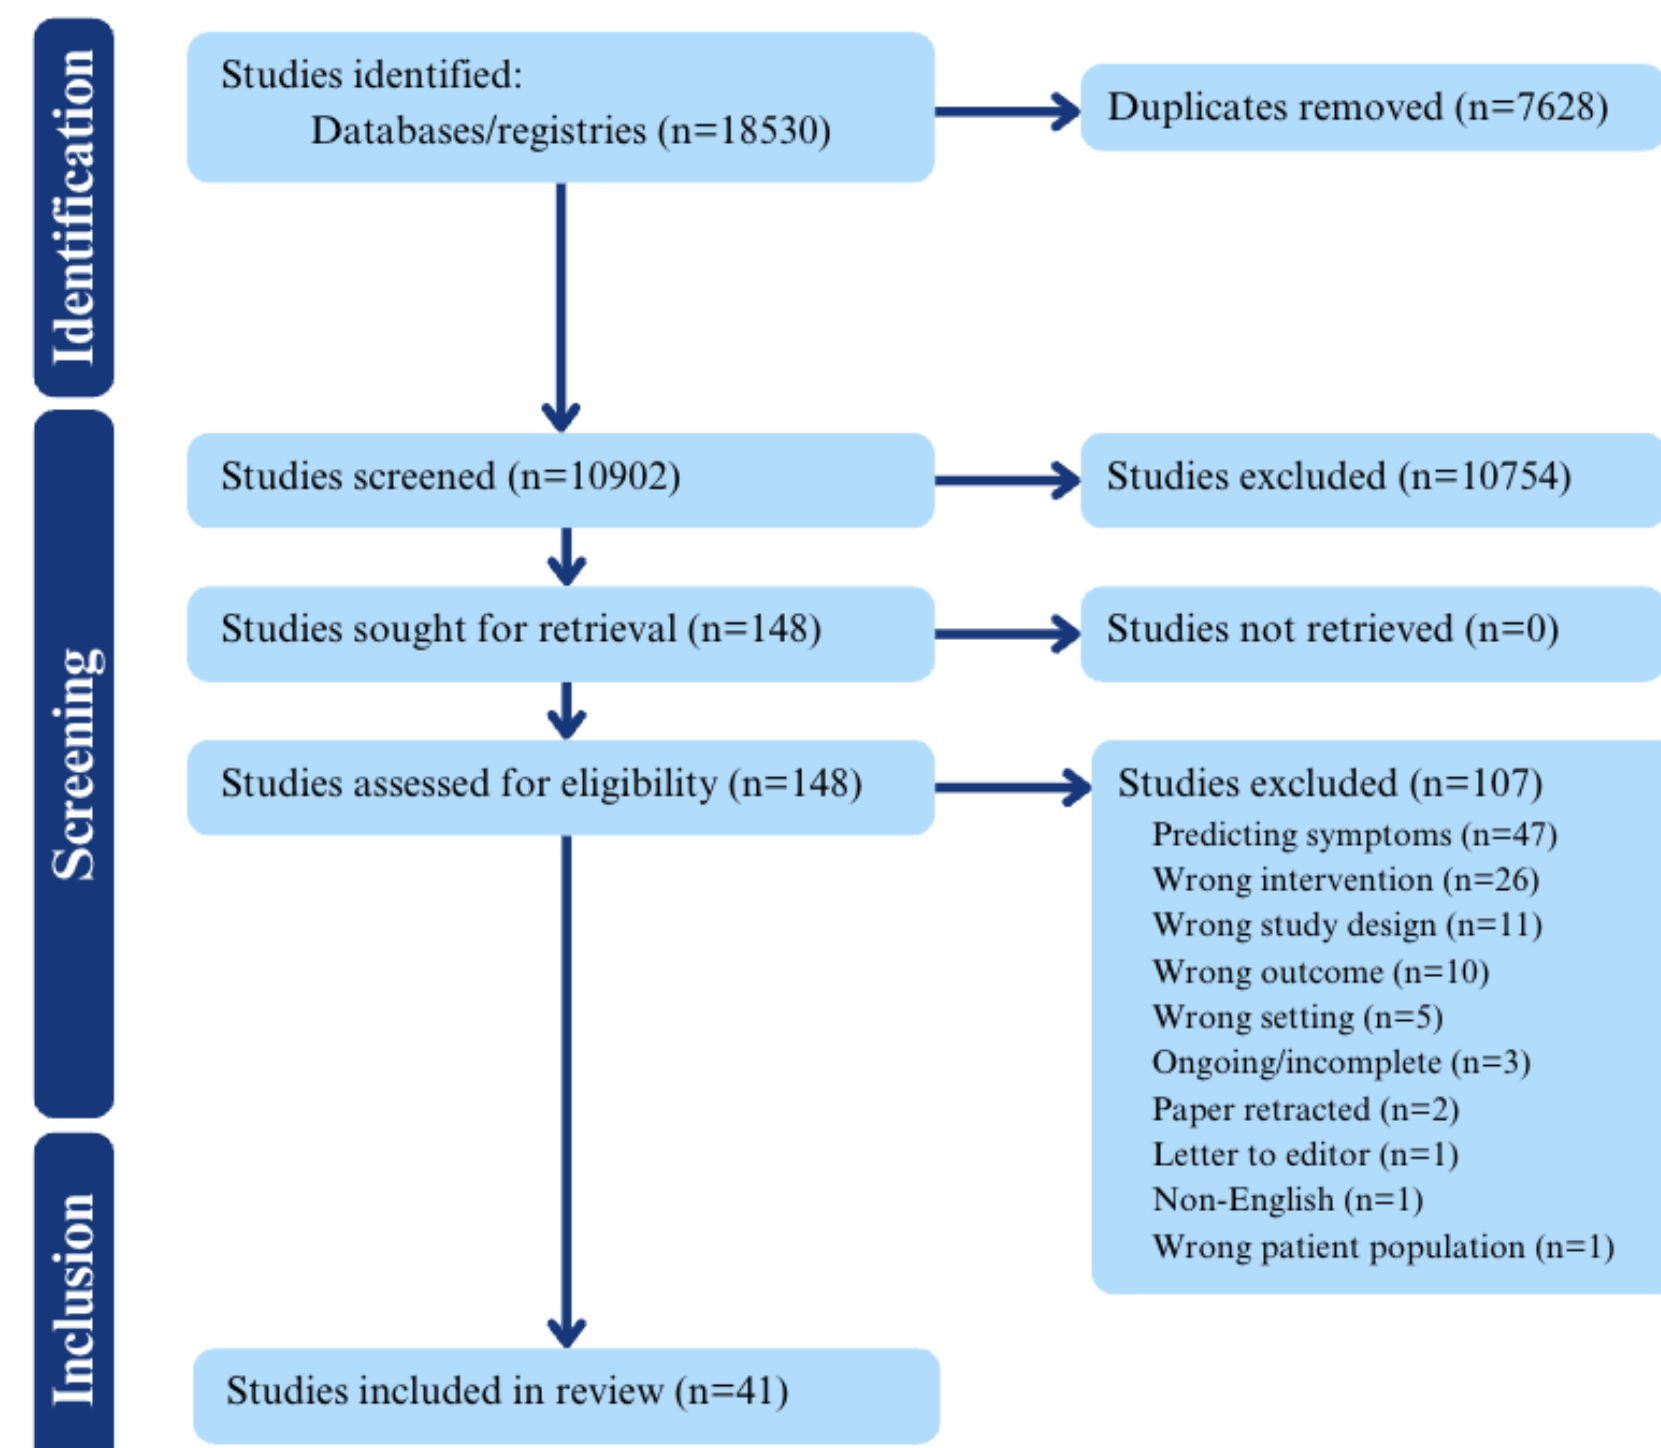 Identification
Studies identified:
Databases/registries (n=18530)
Duplicates removed (n=7628)
Screening
Studies screened (n=10902)
Studies excluded (n=10754)
Studies sought for retrieval (n=148)
Studies not retrieved (n=0)
Studies assessed for eligibility (n=148)
Studies excluded (n=107)
Predicting symptoms (n=47)
Wrong intervention (n=26)
Wrong study design (n=11)
Wrong outcome (n=10)
Wrong setting (n=5)
Ongoing/incomplete (n=3)
Paper retracted (n=2)
Letter to editor (n=1)
Non-English (n=1)
Wrong patient population (n=1)
Inclusion
Studies included in review (n=41)